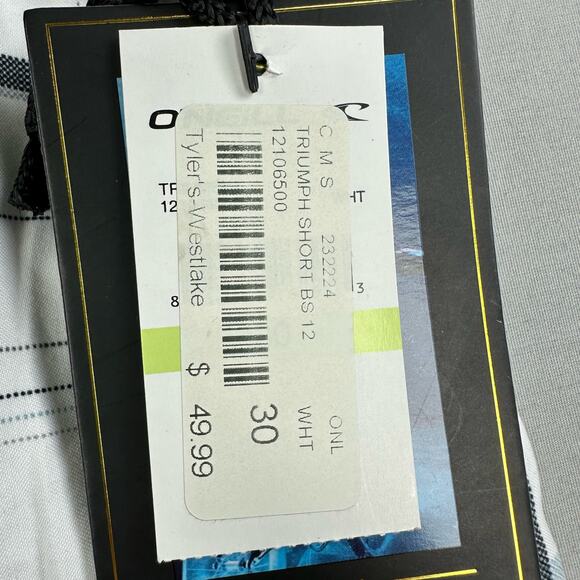 C M S 232224 ONL
TRIUMPH SHORT BS 12 WHT
12106500
30
Tyler's-Westlake $ 49.99